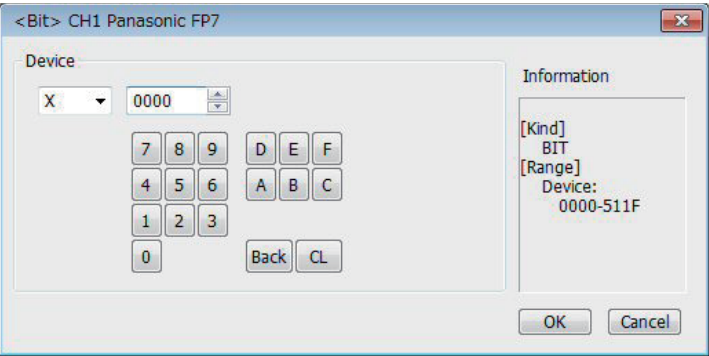 <Bit> CH1 Panasonic FP7
Device
X 0000
7 8 9 D E F
4 5 6 A B C
1 2 3
0 Back CL
Information
[Kind]
BIT
[Range]
Device:
0000-511F
OK Cancel